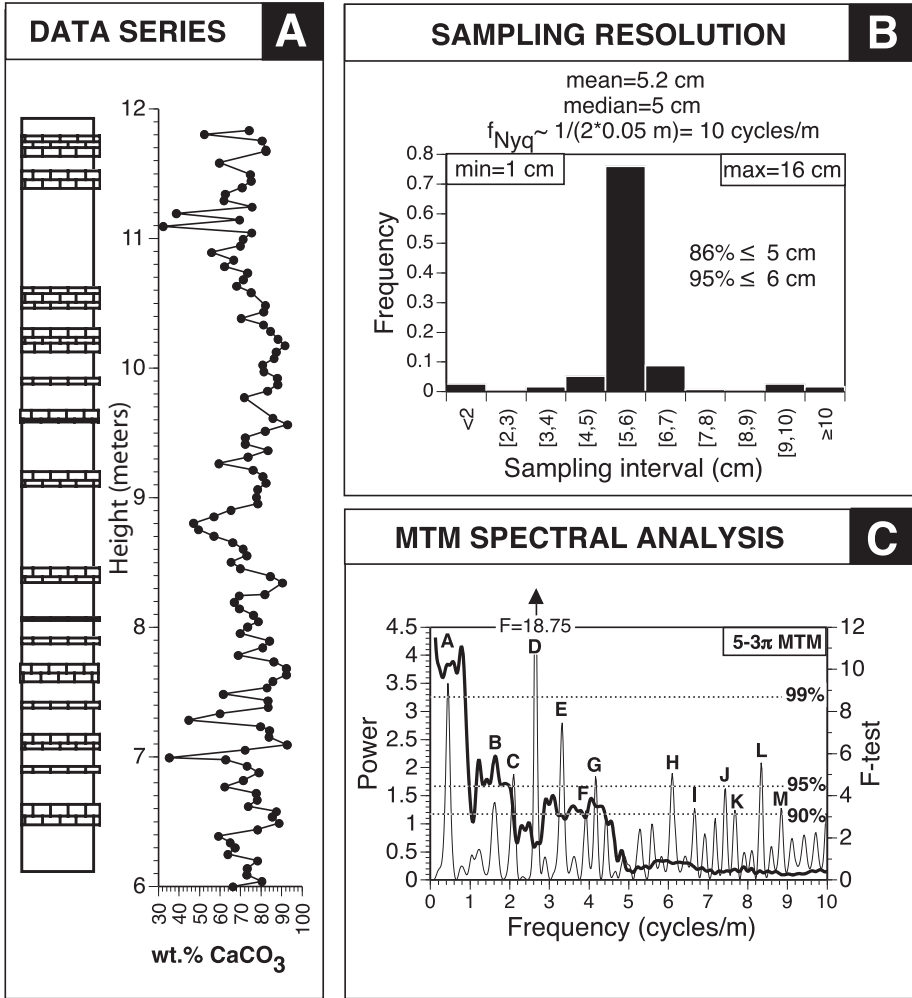 DATA SERIES A
12
11
10
9
8
7
6
Height (meters)
30 40 50 60 70 80 90 100
wt.% CaCO3
SAMPLING RESOLUTION B
mean=5.2 cm
median=5 cm
fNyq~ 1/(2*0.05 m)= 10 cycles/m
min=1 cm max=16 cm
0.8
0.7
0.6
0.5
0.4
0.3
0.2
0.1
0
Frequency
86% ≤ 5 cm
95% ≤ 6 cm
<2 [2,3) [3,4) [4,5) [5,6) [6,7) [7,8) [8,9) [9,10) ≥10
Sampling interval (cm)
MTM SPECTRAL ANALYSIS C
F=18.75
5-3π MTM
4.5
4
3.5
3
2.5
2
1.5
1
0.5
0
Power
A B C D E F G H I J K L M
99%
95%
90%
12
10
8
6
4
2
0
F-test
0 1 2 3 4 5 6 7 8 9 10
Frequency (cycles/m)